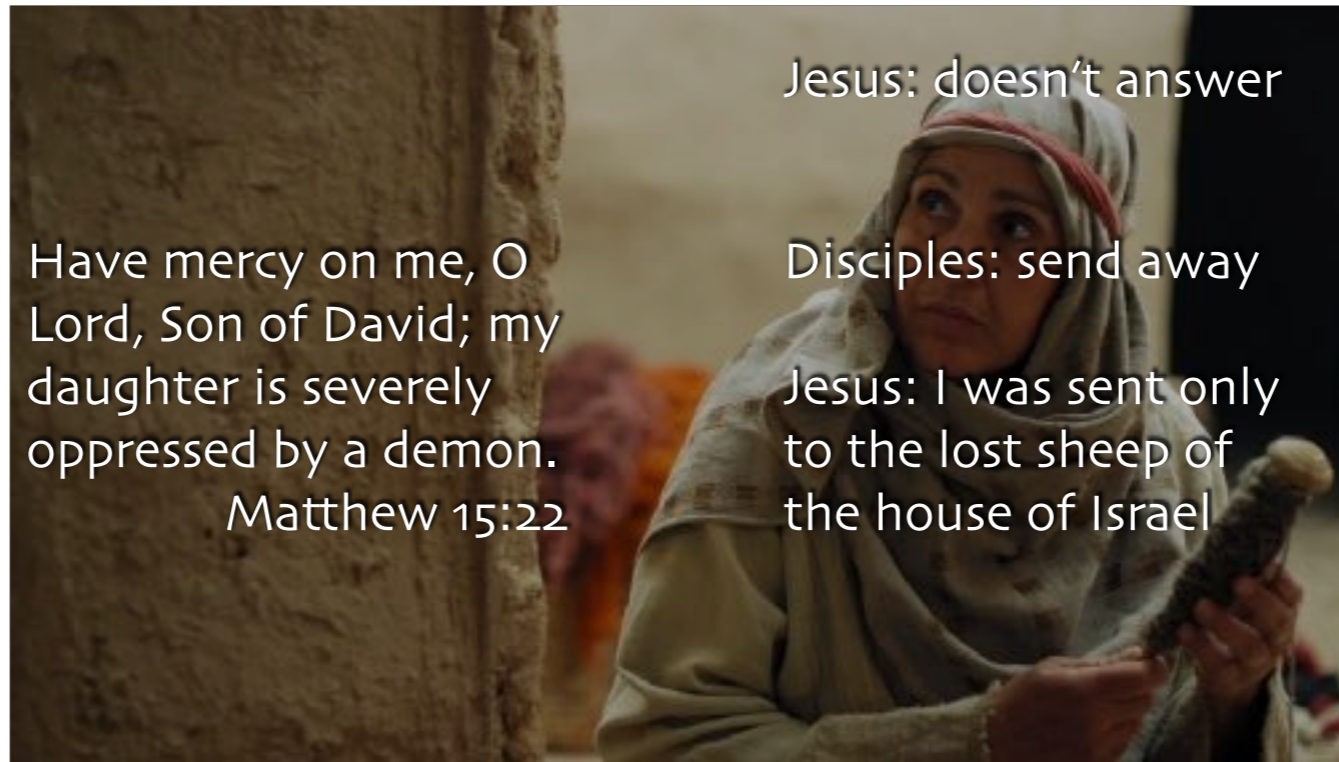 Have mercy on me, O
Lord, Son of David; my
daughter is severely
oppressed by a demon.
Matthew 15:22
Jesus: doesn't answer
Disciples: send away
Jesus: I was sent only
to the lost sheep of
the house of Israel